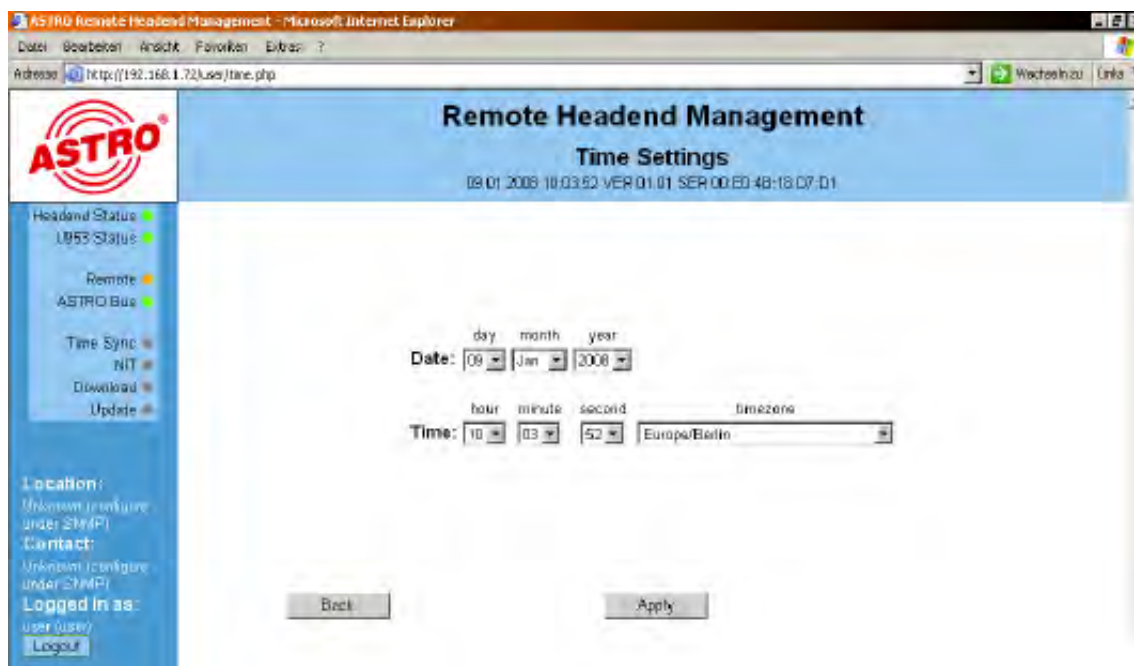 ASTRO Remote Headend Management - Microsoft Internet Explorer
Datei Bearbeiten Ansicht Favoriten Extras ?
Adresse http://192.168.1.72/user/time.php Wechseln zu Links
ASTRO®
Remote Headend Management
Time Settings
09.01.2008 10:03:52 VER 01.01 SER 00:E0:4B:18:D7:D1
Headend Status
U953 Status
Remote
ASTRO Bus
Time Sync
NIT
Download
Update
Location:
Unknown (configure
under SNMP)
Contact:
Unknown (configure
under SNMP)
Logged in as:
user (user)
Logout
day month year
Date: 09 Jan 2008
hour minute second timezone
Time: 10 03 52 Europe/Berlin
Back Apply